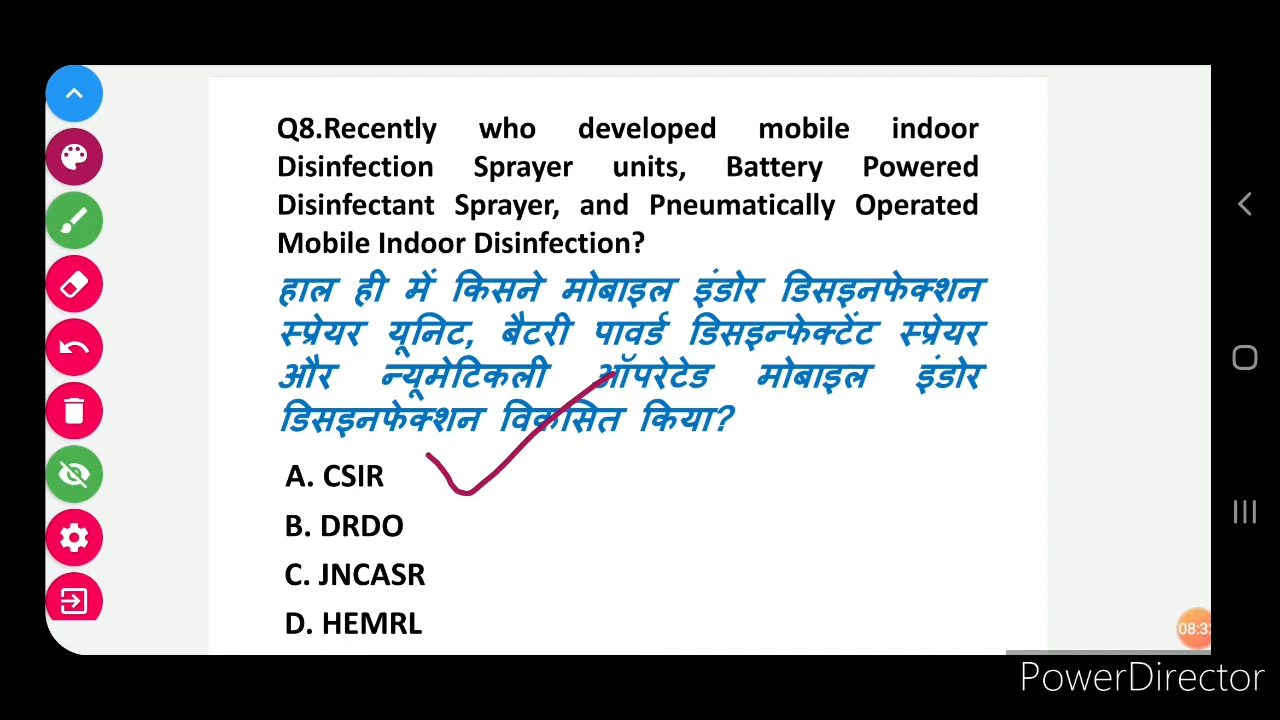 Q8.Recently who developed mobile indoor
Disinfection Sprayer units, Battery Powered
Disinfectant Sprayer, and Pneumatically Operated
Mobile Indoor Disinfection?
हाल ही में किसने मोबाइल इंडोर डिसइनफेक्शन
स्प्रेयर यूनिट, बैटरी पावर्ड डिसइन्फेक्टेंट स्प्रेयर
और न्यूमेटिकली ऑपरेटेड मोबाइल इंडोर
डिसइनफेक्शन विकसित किया?
A. CSIR
B. DRDO
C. JNCASR
D. HEMRL
PowerDirector